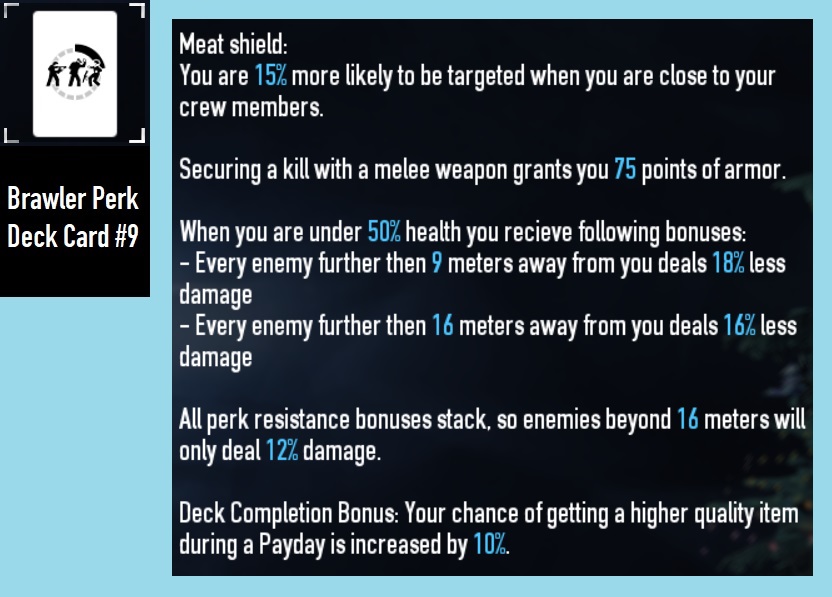 Brawler Perk
Deck Card #9
Meat shield:
You are 15% more likely to be targeted when you are close to your
crew members.
Securing a kill with a melee weapon grants you 75 points of armor.
When you are under 50% health you recieve following bonuses:
- Every enemy further then 9 meters away from you deals 18% less
damage
- Every enemy further then 16 meters away from you deals 16% less
damage
All perk resistance bonuses stack, so enemies beyond 16 meters will
only deal 12% damage.
Deck Completion Bonus: Your chance of getting a higher quality item
during a Payday is increased by 10%.